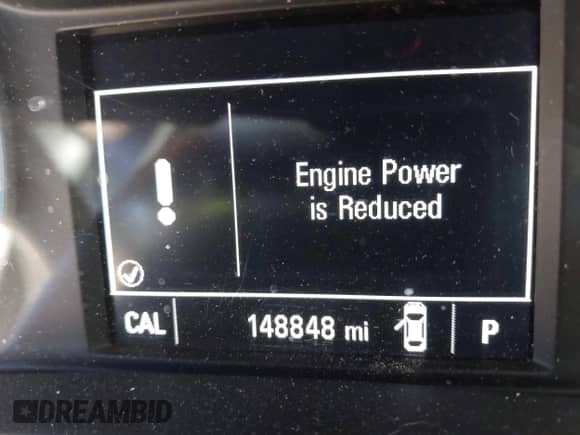 Engine Power
is Reduced
CAL 148848 mi P
DREAMBID